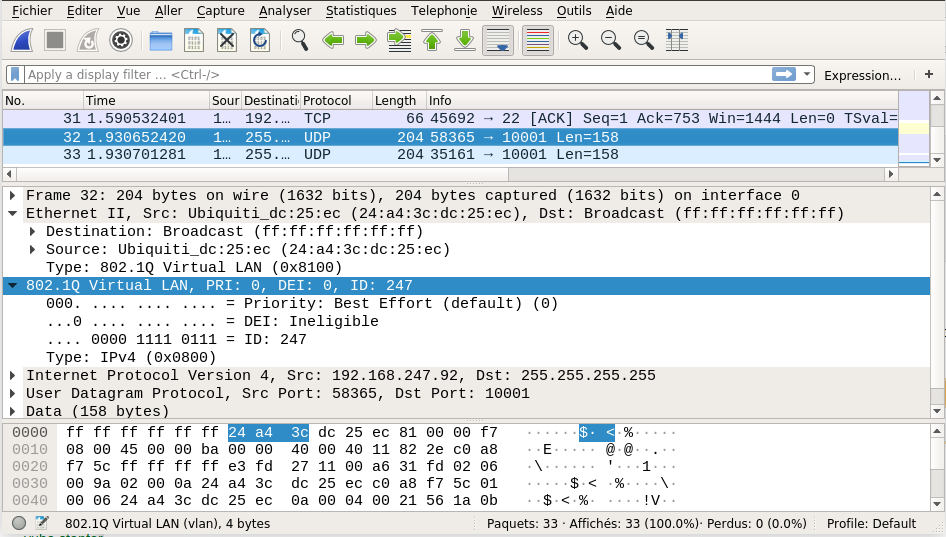 Fichier Editer Vue Aller Capture Analyser Statistiques Telephonie Wireless Outils Aide
Apply a display filter ... <Ctrl-/> Expression... +
No. Time Sour Destinati Protocol Length Info
31 1.590532401 1… 192.… TCP 66 45692 → 22 [ACK] Seq=1 Ack=753 Win=1444 Len=0 TSval=
32 1.930652420 1… 255.… UDP 204 58365 → 10001 Len=158
33 1.930701281 1… 255.… UDP 204 35161 → 10001 Len=158
Frame 32: 204 bytes on wire (1632 bits), 204 bytes captured (1632 bits) on interface 0
Ethernet II, Src: Ubiquiti_dc:25:ec (24:a4:3c:dc:25:ec), Dst: Broadcast (ff:ff:ff:ff:ff:ff)
Destination: Broadcast (ff:ff:ff:ff:ff:ff)
Source: Ubiquiti_dc:25:ec (24:a4:3c:dc:25:ec)
Type: 802.1Q Virtual LAN (0x8100)
802.1Q Virtual LAN, PRI: 0, DEI: 0, ID: 247
000. .... .... .... = Priority: Best Effort (default) (0)
...0 .... .... .... = DEI: Ineligible
.... 0000 1111 0111 = ID: 247
Type: IPv4 (0x0800)
Internet Protocol Version 4, Src: 192.168.247.92, Dst: 255.255.255.255
User Datagram Protocol, Src Port: 58365, Dst Port: 10001
Data (158 bytes)
0000 ff ff ff ff ff ff 24 a4 3c dc 25 ec 81 00 00 f7 ······$· <·%·····
0010 08 00 45 00 00 ba 00 00 40 00 40 11 82 2e c0 a8 ··E····· @·@·.··
0020 f7 5c ff ff ff ff e3 fd 27 11 00 a6 31 fd 02 06 ·\······ '···1···
0030 00 9a 02 00 0a 24 a4 3c dc 25 ec c0 a8 f7 5c 01 ·····$·< ·%····\·
0040 00 06 24 a4 3c dc 25 ec 0a 00 04 00 21 56 1a 0b ··$·<·%· ····!V··
802.1Q Virtual LAN (vlan), 4 bytes Paquets: 33 · Affichés: 33 (100.0%)· Perdus: 0 (0.0%) Profile: Default